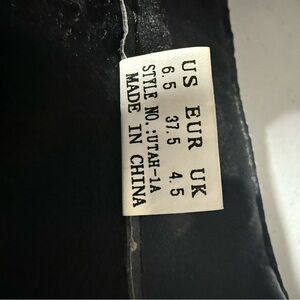 US EUR UK
6.5 37.5 4.5
STYLE NO.:UTAH-1A
MADE IN CHINA